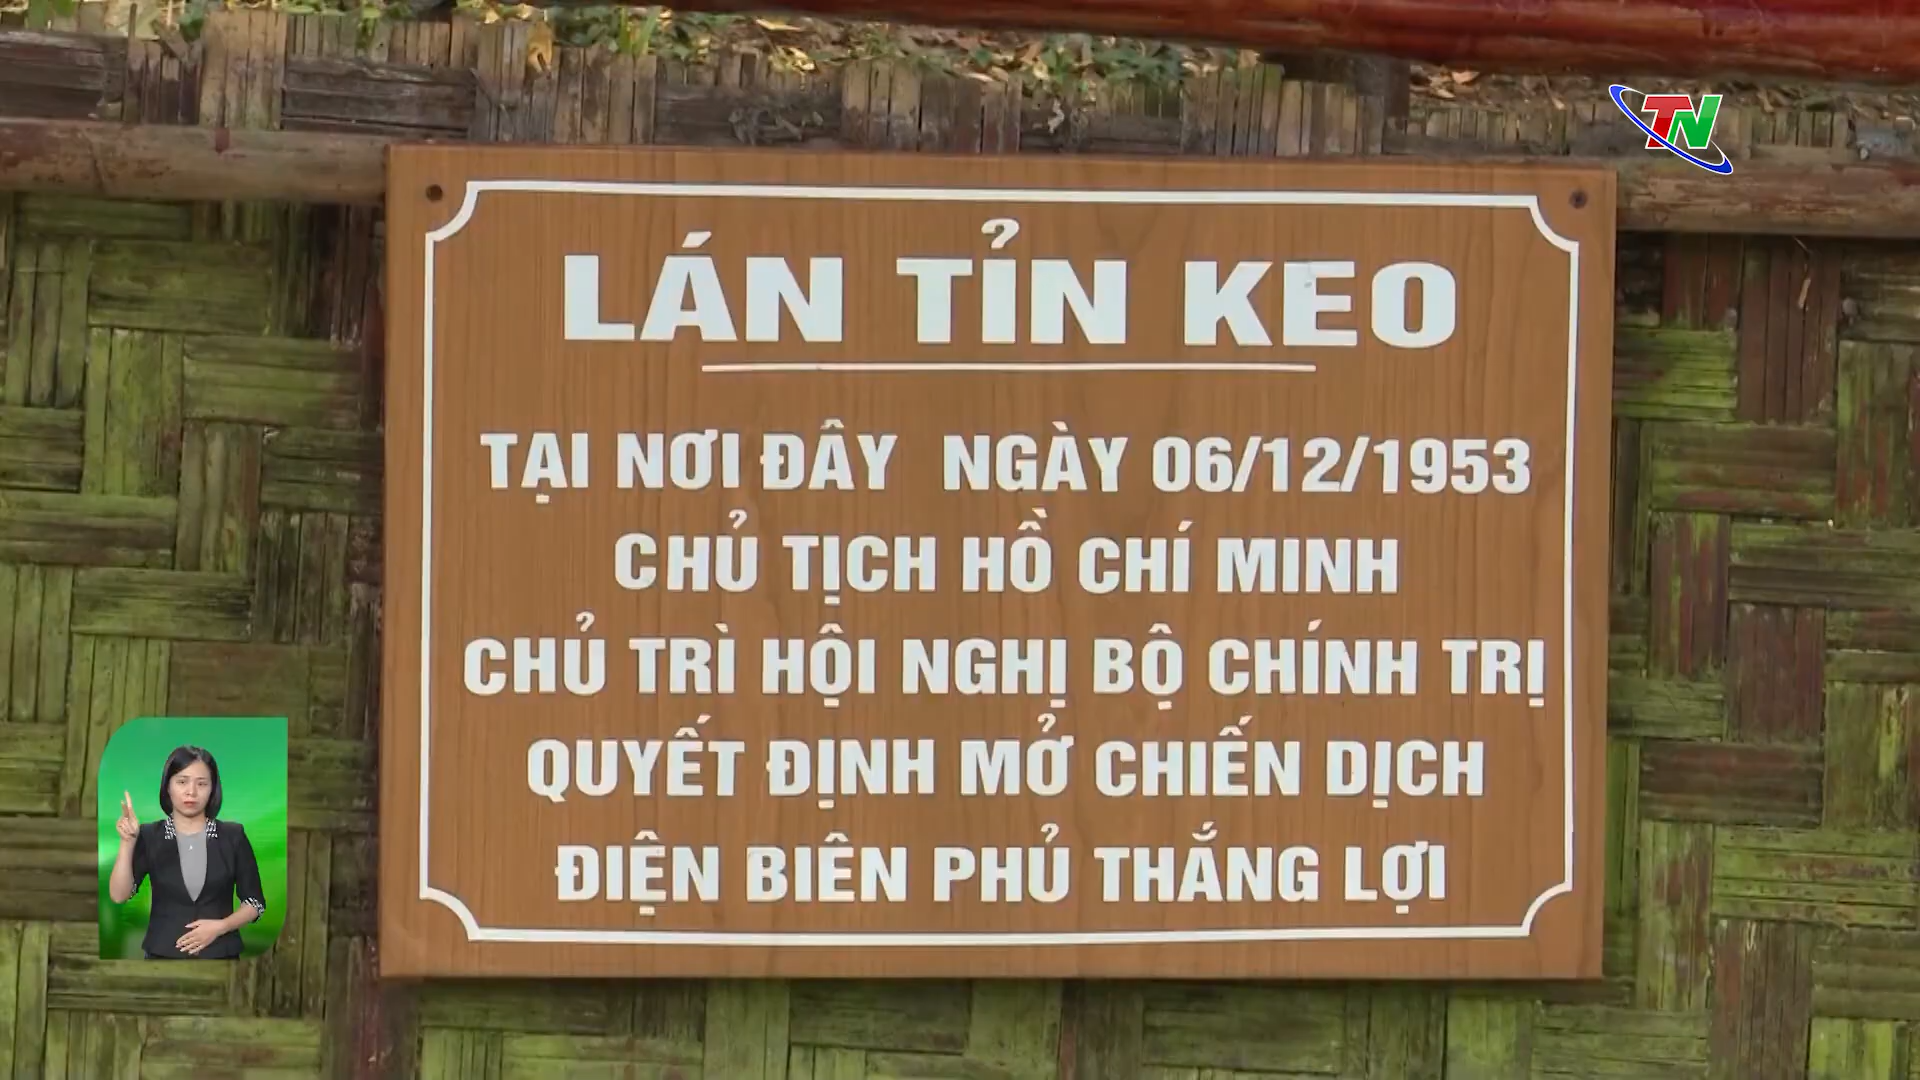 TN
LÁN TỈN KEO
TẠI NƠI ĐÂY NGÀY 06/12/1953
CHỦ TỊCH HỒ CHÍ MINH
CHỦ TRÌ HỘI NGHỊ BỘ CHÍNH TRỊ
QUYẾT ĐỊNH MỞ CHIẾN DỊCH
ĐIỆN BIÊN PHỦ THẮNG LỢI